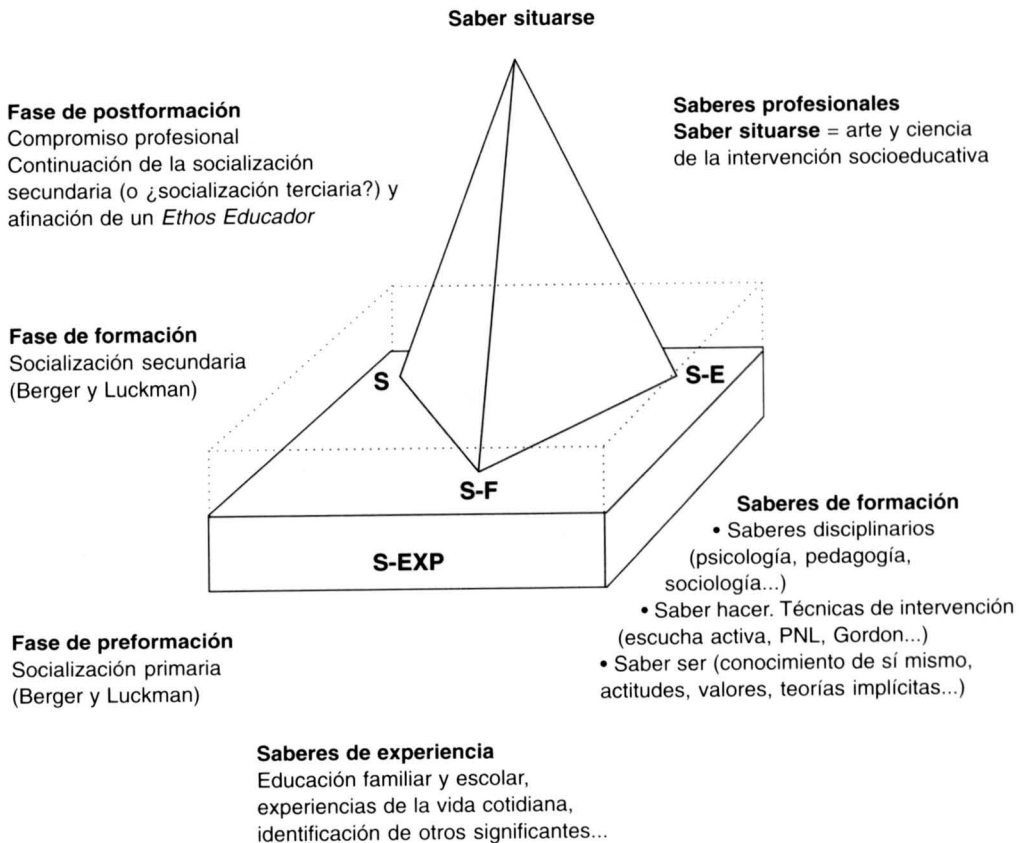 Saber situarse
Fase de postformación
Compromiso profesional
Continuación de la socialización
secundaria (o ¿socialización terciaria?) y
afinación de un Ethos Educador
Saberes profesionales
Saber situarse = arte y ciencia
de la intervención socioeducativa
Fase de formación
Socialización secundaria
(Berger y Luckman)
S
S-E
S-F
S-EXP
Saberes de formación
• Saberes disciplinarios
(psicología, pedagogía,
sociología...)
• Saber hacer. Técnicas de intervención
(escucha activa, PNL, Gordon...)
• Saber ser (conocimiento de sí mismo,
actitudes, valores, teorías implícitas...)
Fase de preformación
Socialización primaria
(Berger y Luckman)
Saberes de experiencia
Educación familiar y escolar,
experiencias de la vida cotidiana,
identificación de otros significantes...